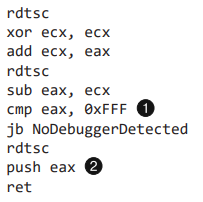 rdtsc
xor ecx, ecx
add ecx, eax
rdtsc
sub eax, ecx
cmp eax, 0xFFF 1
jb NoDebuggerDetected
rdtsc
push eax 2
ret